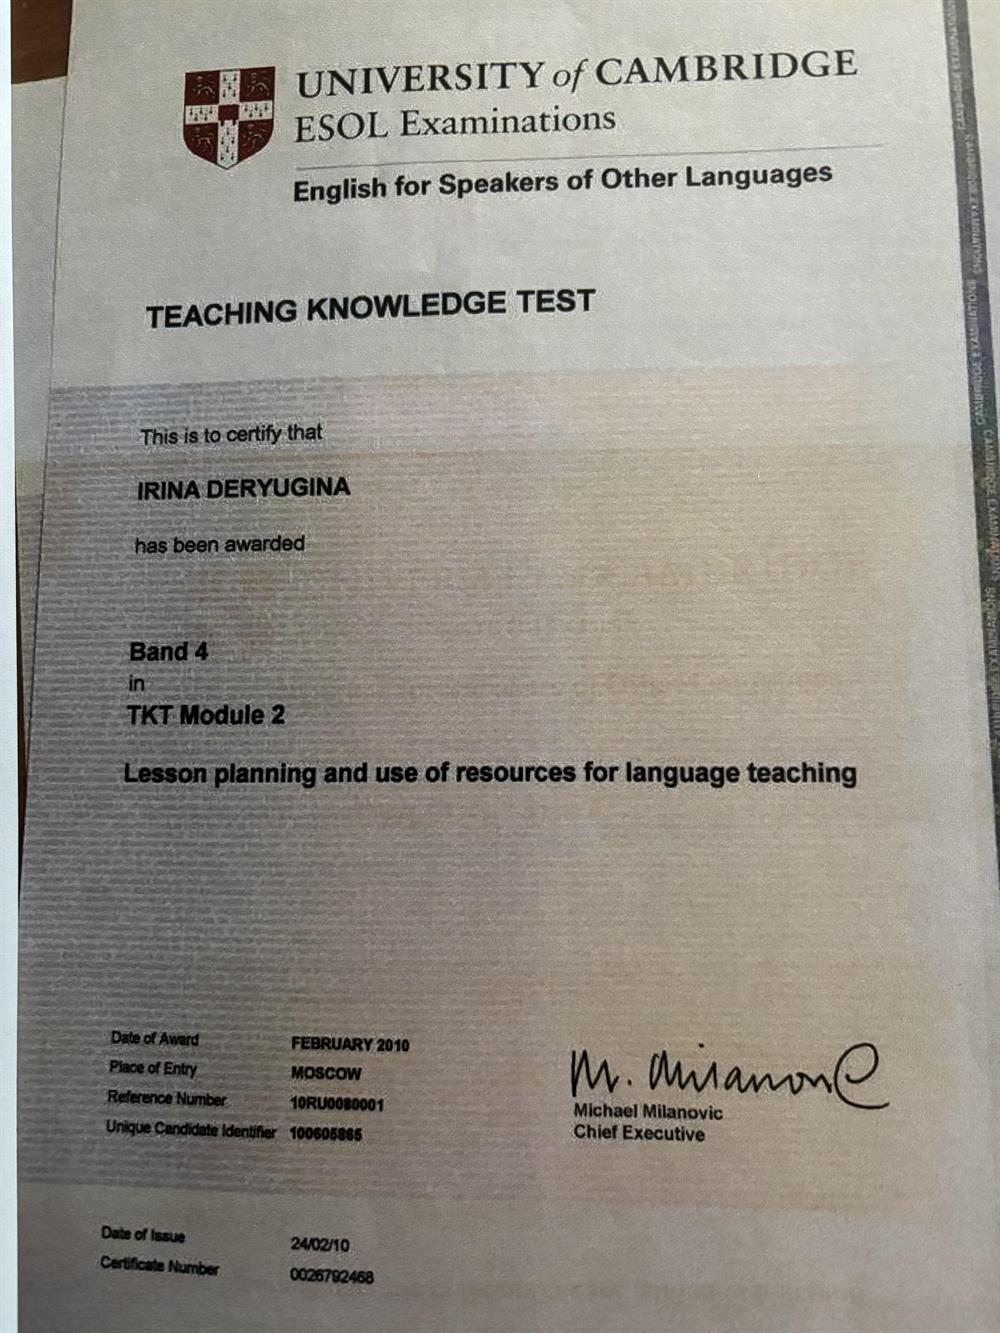 UNIVERSITY of CAMBRIDGE
ESOL Examinations
English for Speakers of Other Languages
TEACHING KNOWLEDGE TEST
This is to certify that
IRINA DERYUGINA
has been awarded
Band 4
in
TKT Module 2
Lesson planning and use of resources for language teaching
Date of Award FEBRUARY 2010
Place of Entry MOSCOW
Reference Number 10RU0080001
Unique Candidate Identifier 100605865
M. Milanovic
Michael Milanovic
Chief Executive
Date of Issue 24/02/10
Certificate Number 0026792468
CAMBRIDGE EXAMINATIONS